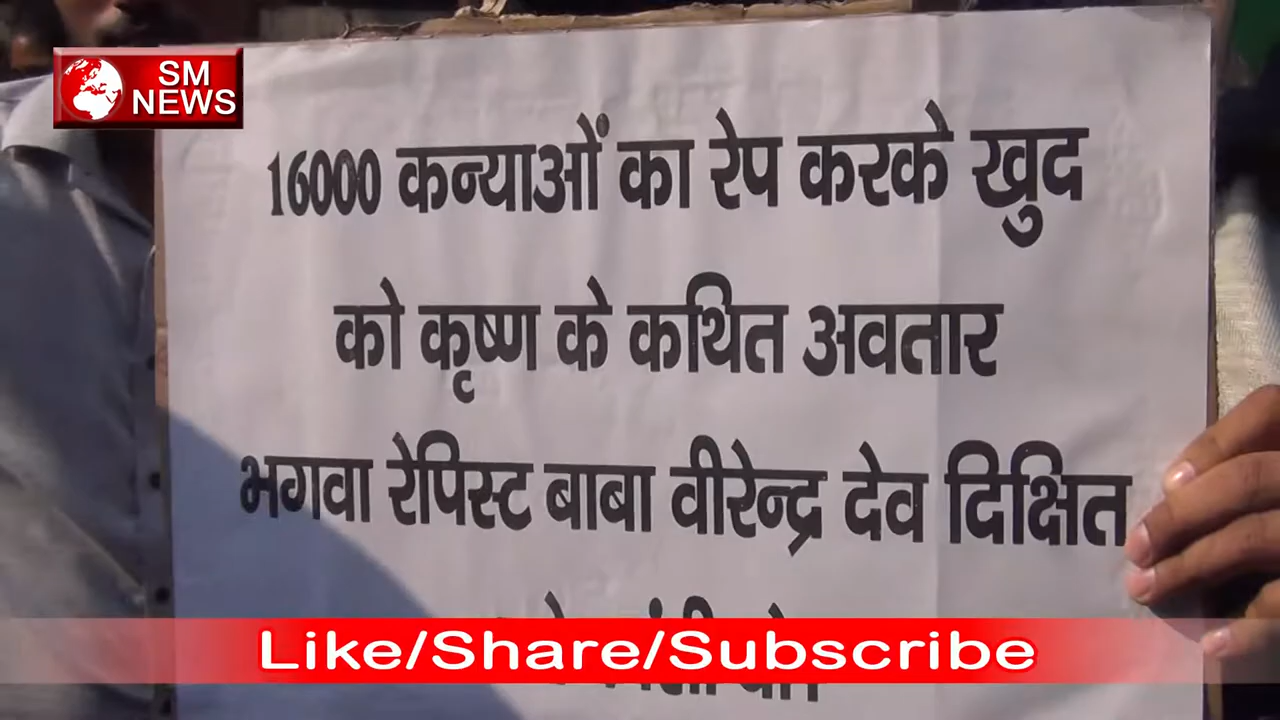 SM
NEWS
16000 कन्याओं का रेप करके खुद
को कृष्ण के कथित अवतार
भगवा रेपिस्ट बाबा वीरेन्द्र देव दिक्षित
Like/Share/Subscribe